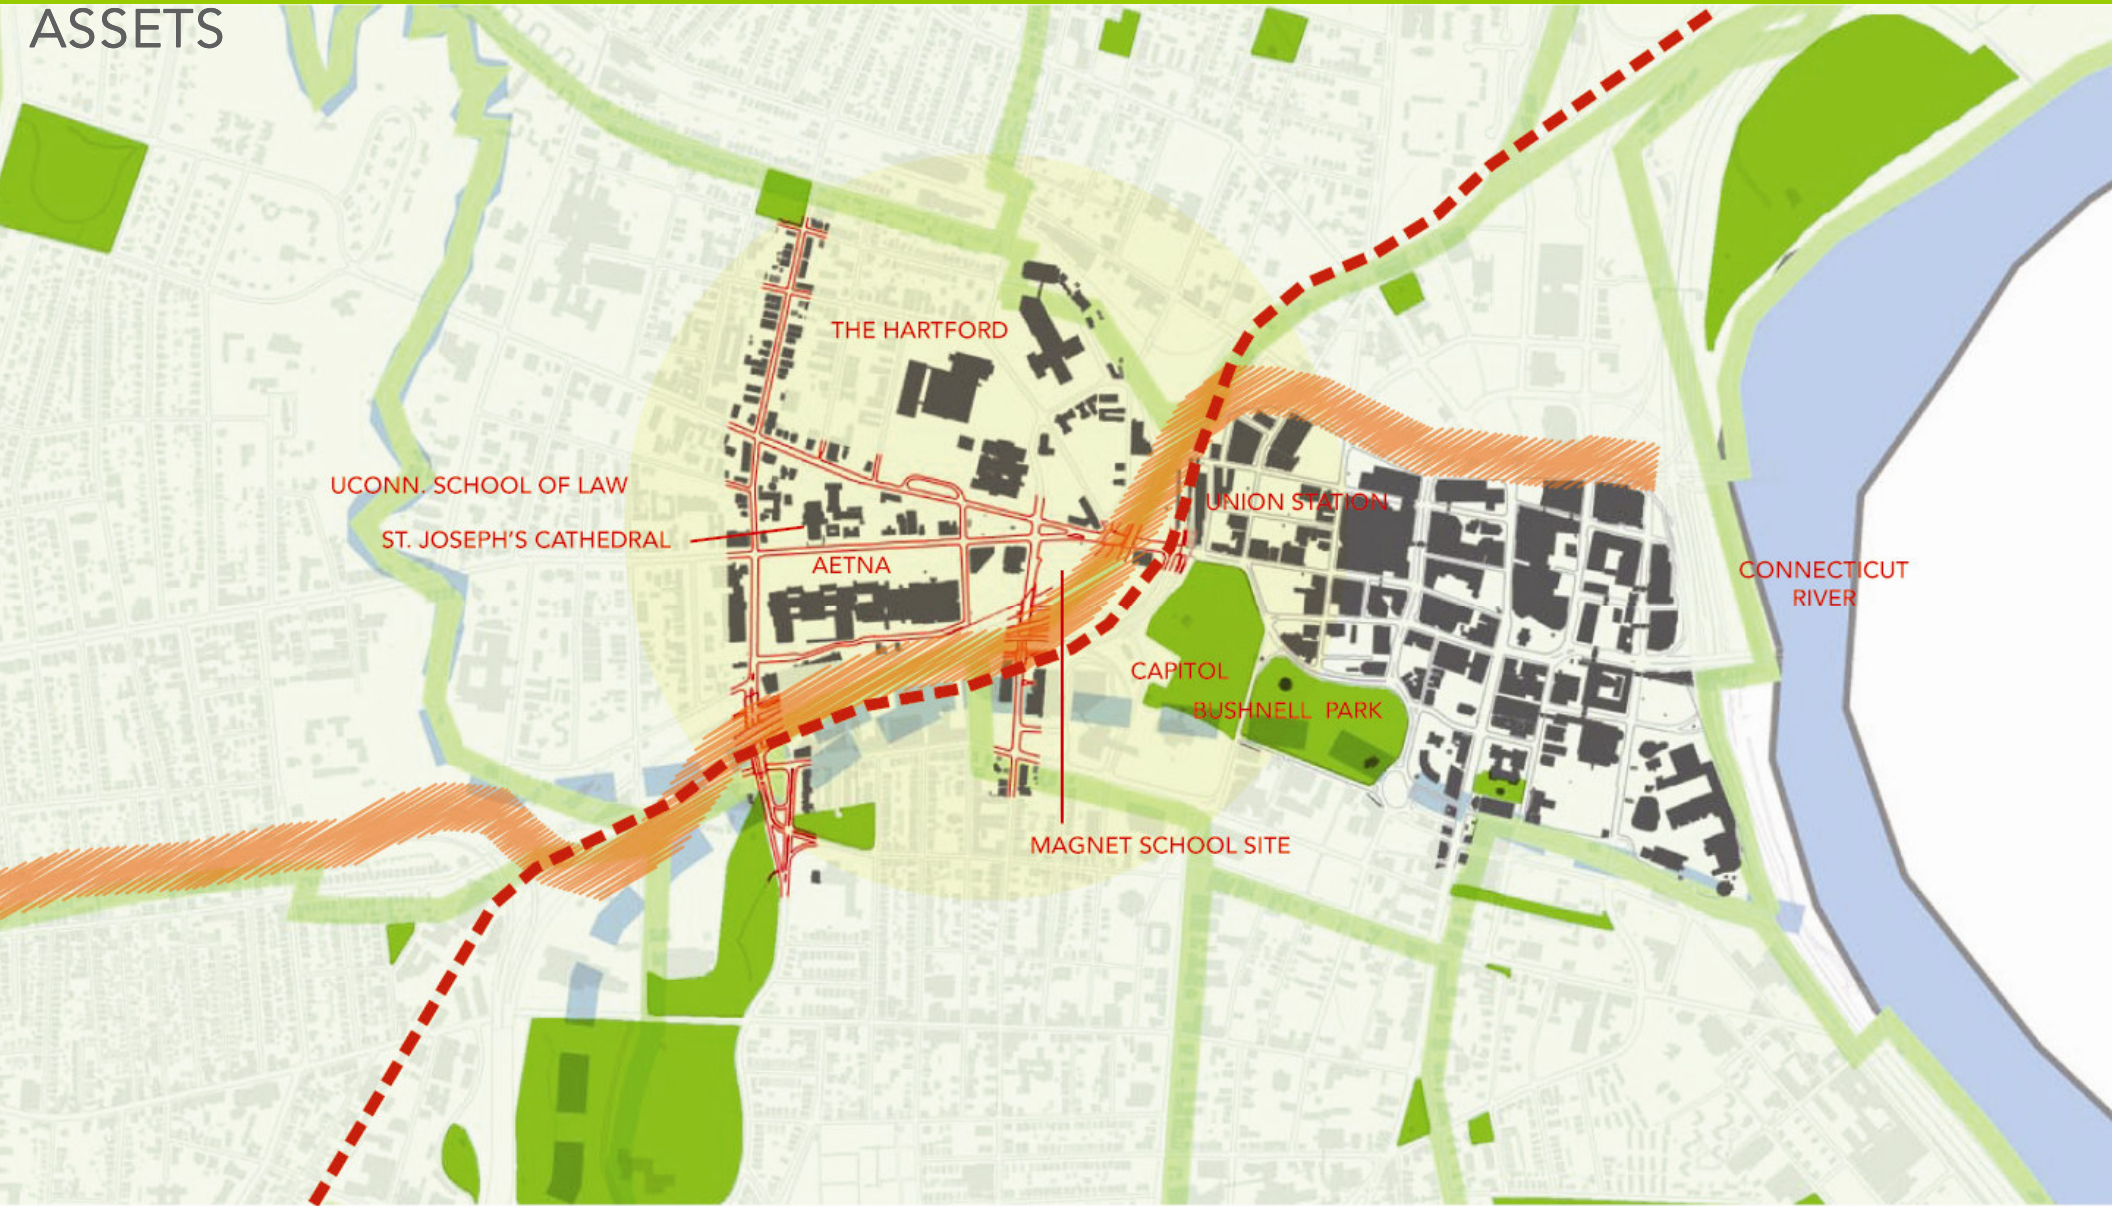 ASSETS
THE HARTFORD
UCONN. SCHOOL OF LAW
UNION STATION
ST. JOSEPH'S CATHEDRAL
AETNA
CONNECTICUT
RIVER
CAPITOL
BUSHNELL PARK
MAGNET SCHOOL SITE